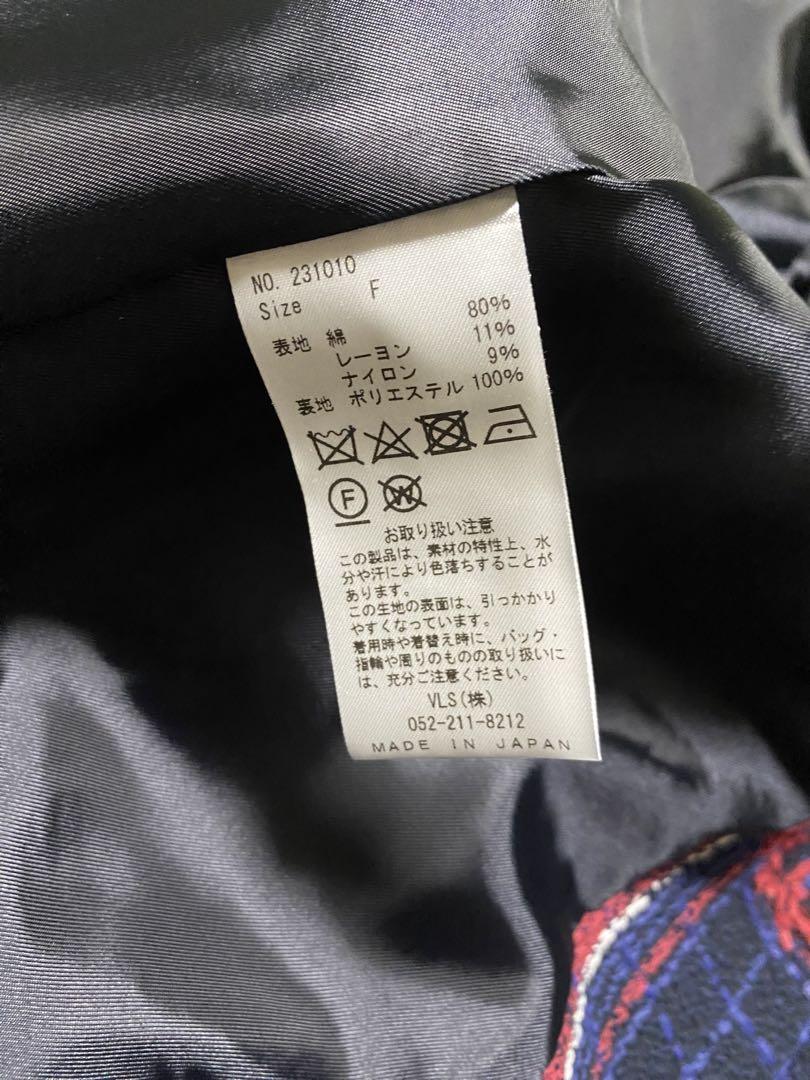 NO. 231010
Size F
表地 綿 80%
レーヨン 11%
ナイロン 9%
裏地 ポリエステル 100%
F W
お取り扱い注意
この製品は、素材の特性上、水
分や汗により色落ちすることが
あります。
この生地の表面は、引っかかり
やすくなっています。
着用時や着替え時に、バッグ・
指輪や周りのものの取り扱いに
は、充分ご注意ください。
VLS(株)
052-211-8212
MADE IN JAPAN